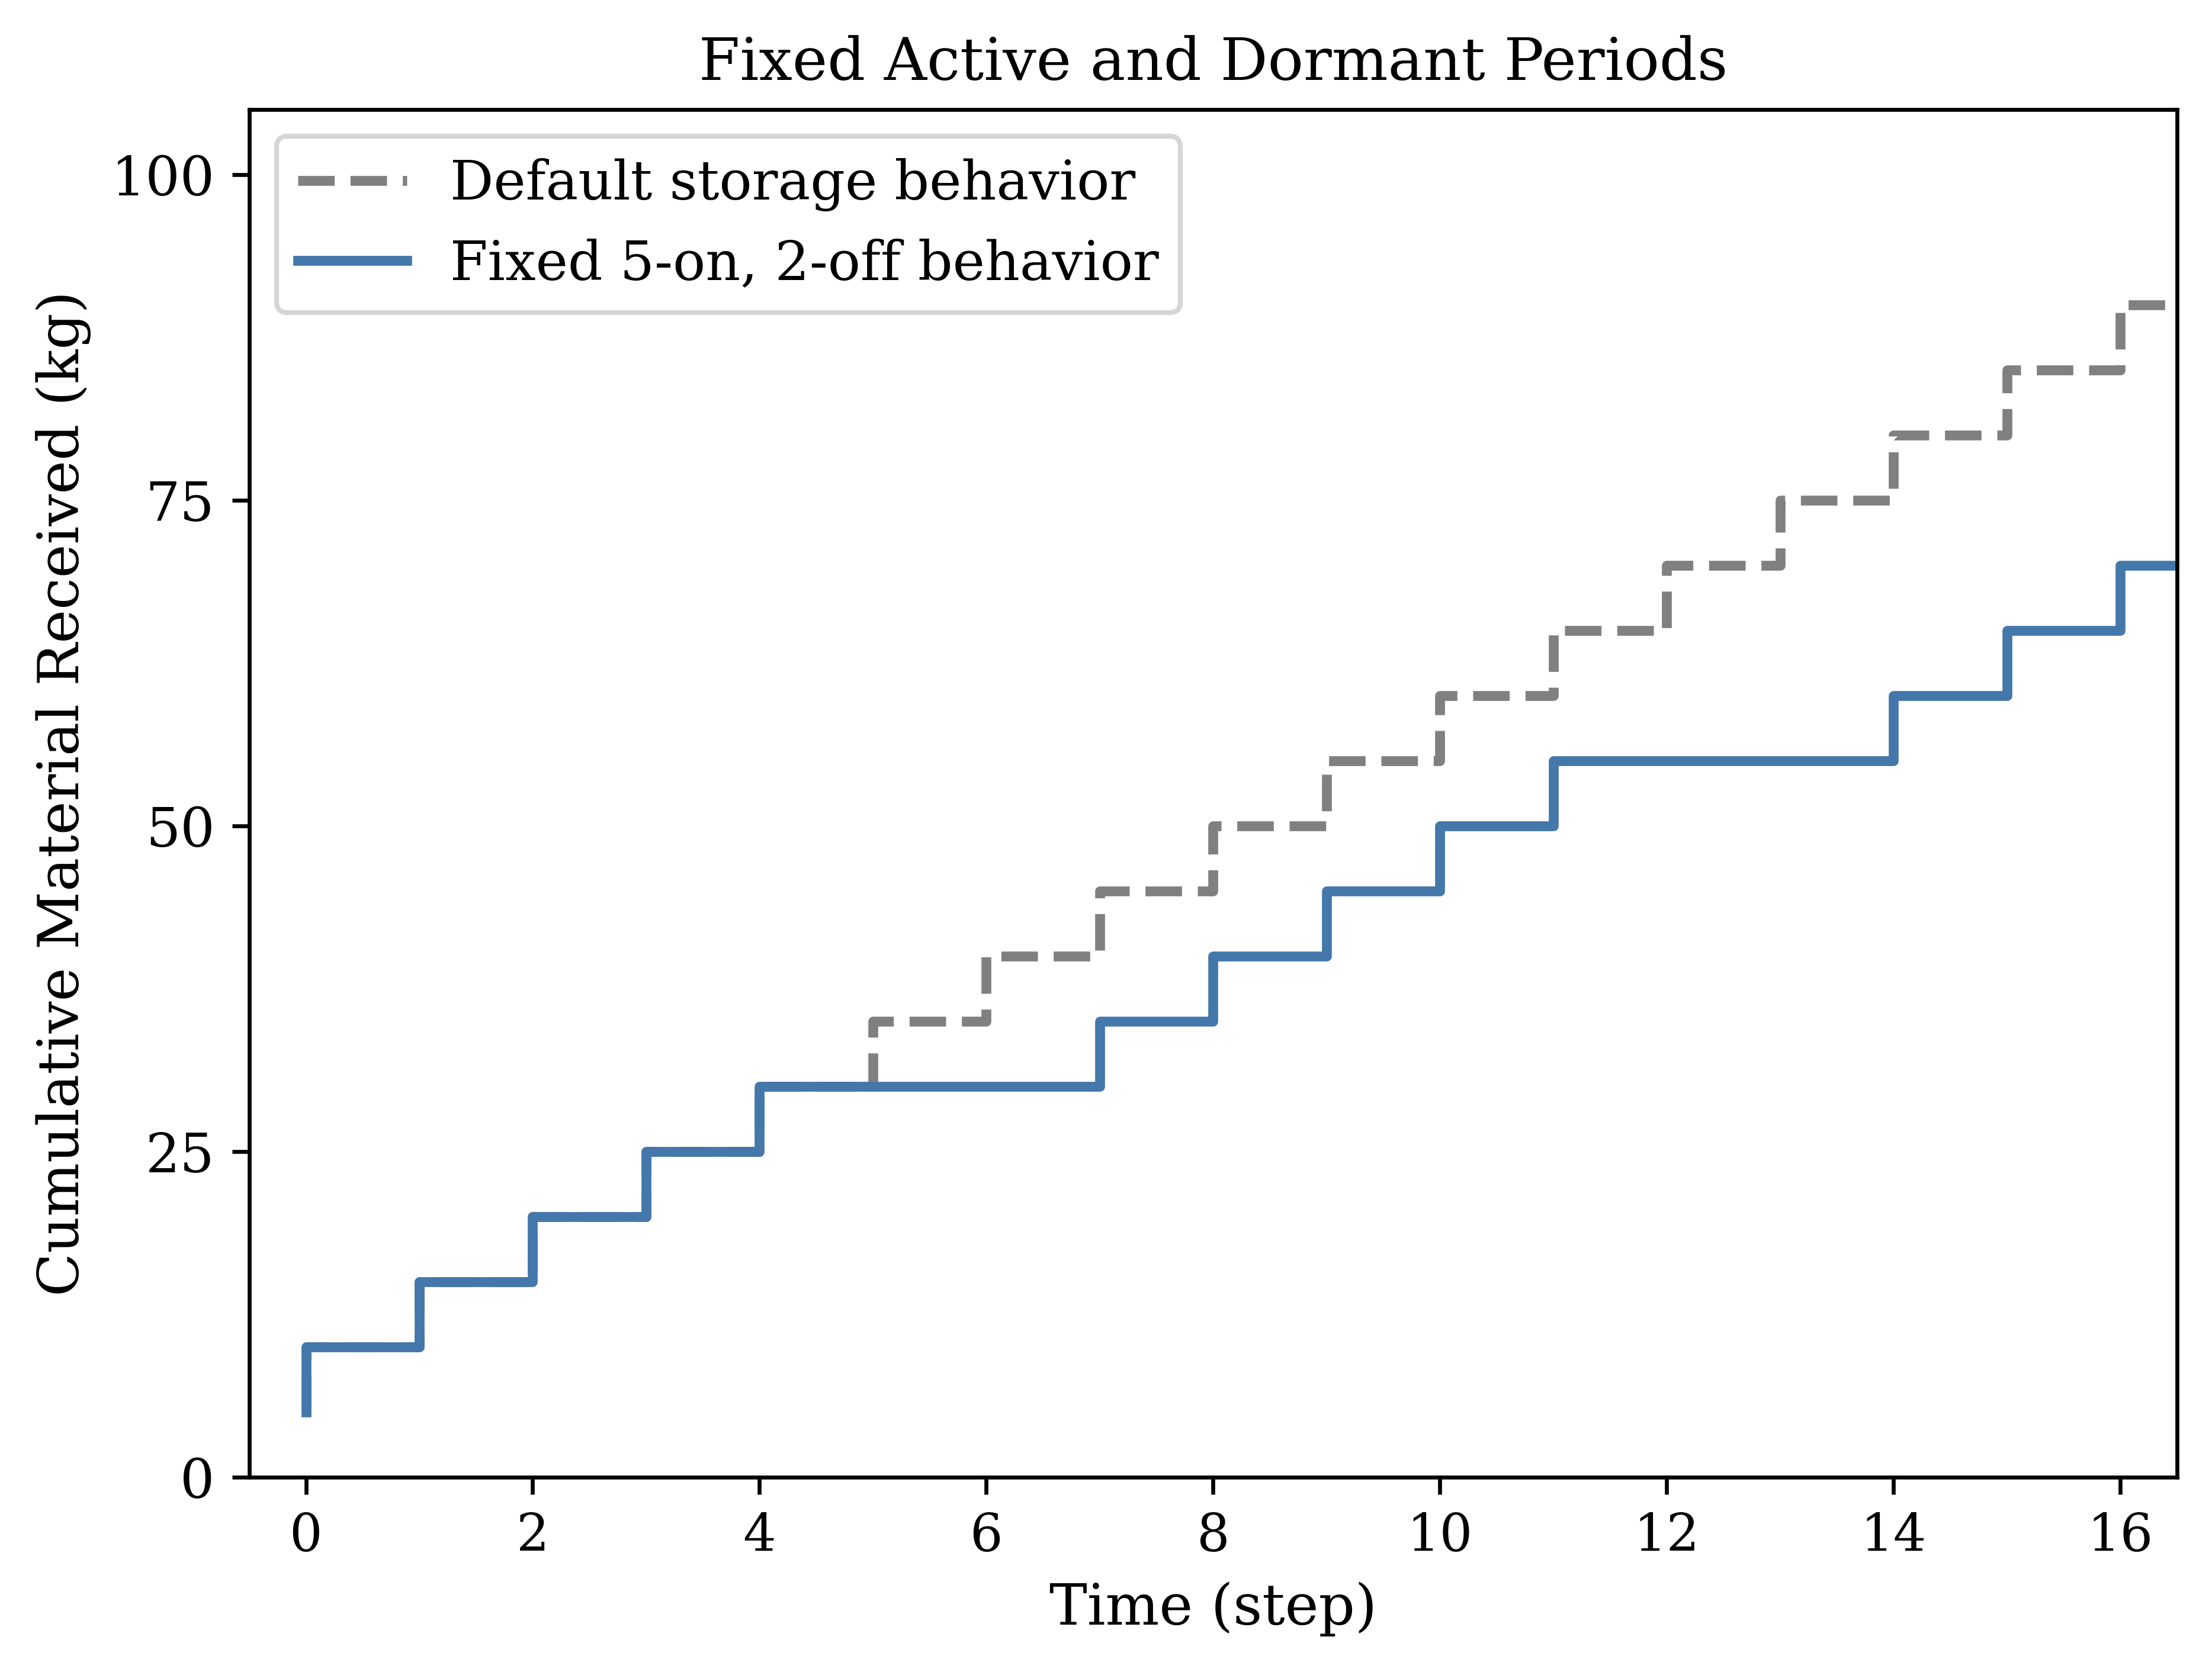 Fixed Active and Dormant Periods
Default storage behavior
Fixed 5-on, 2-off behavior
Cumulative Material Received (kg)
100
75
50
25
0
0 2 4 6 8 10 12 14 16
Time (step)